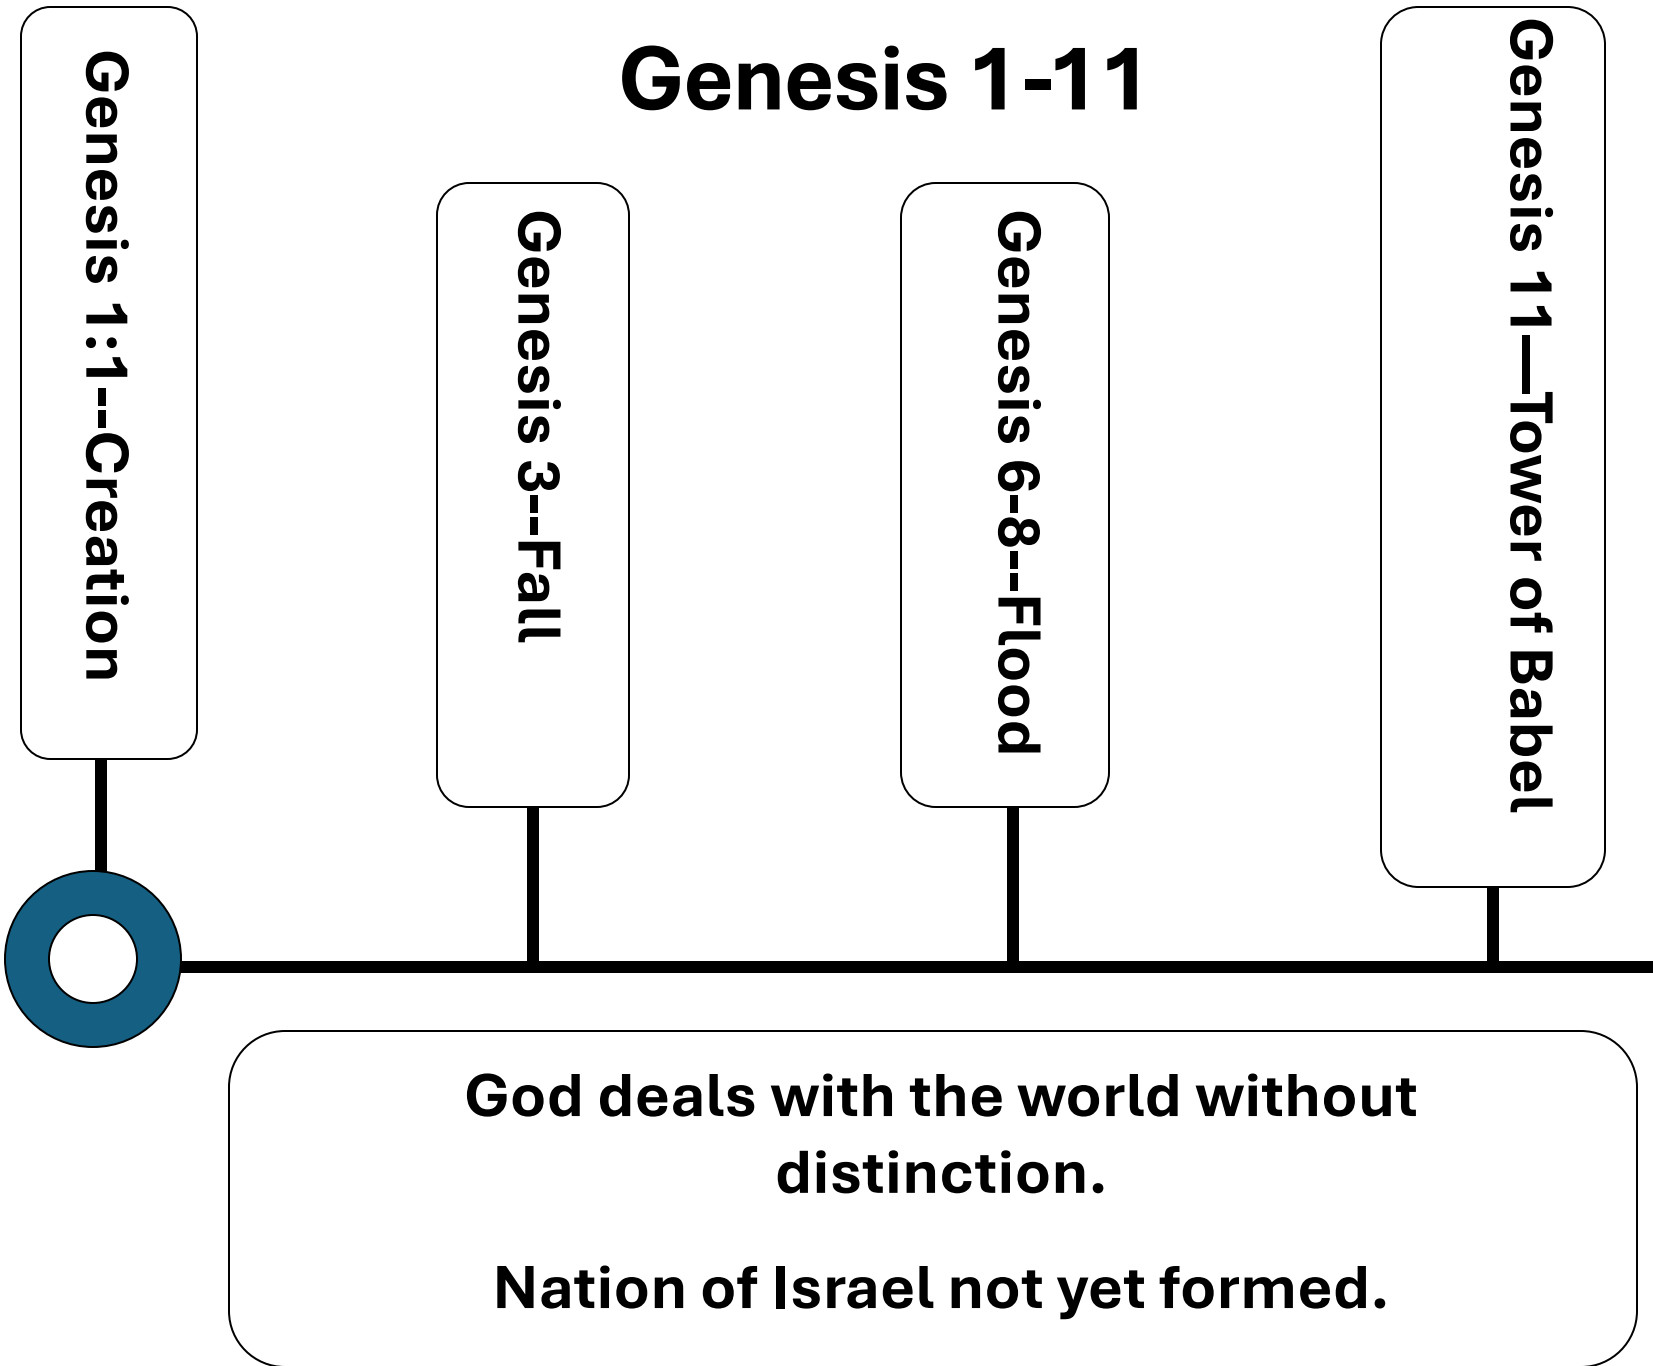 Genesis 1-11
Genesis 1:1--Creation
Genesis 3--Fall
Genesis 6-8--Flood
Genesis 11—Tower of Babel
God deals with the world without
distinction.
Nation of Israel not yet formed.